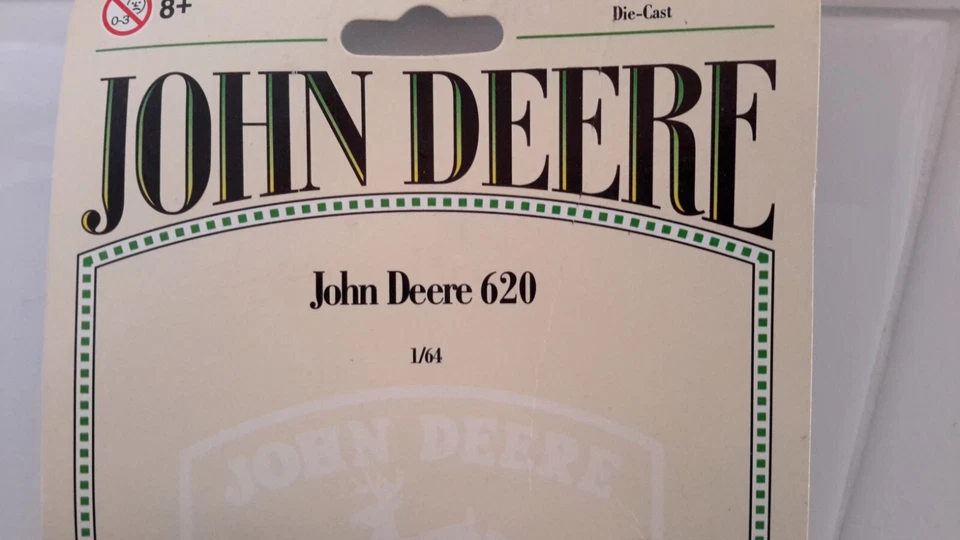 0-3
8+
Die-Cast
JOHN DEERE
John Deere 620
1/64
JOHN DEERE